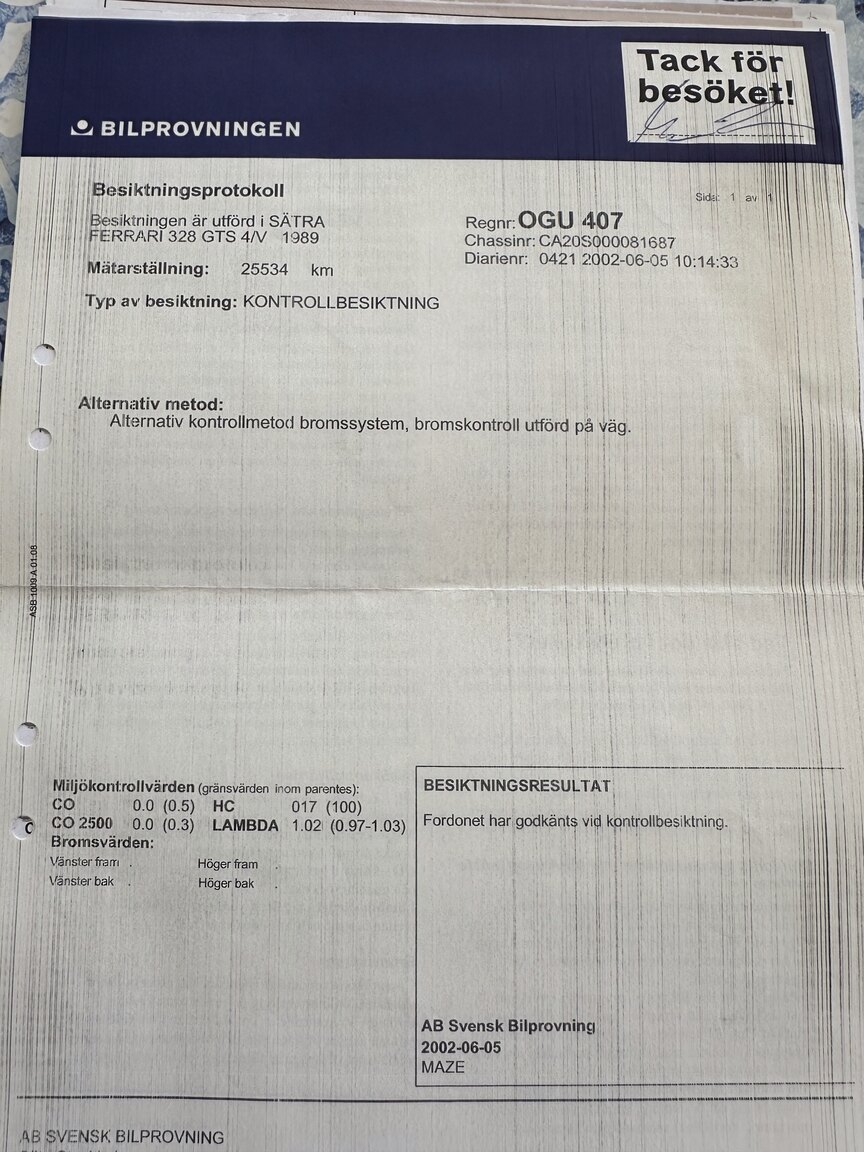 Tack för
besöket!
BILPROVNINGEN
Besiktningsprotokoll
Sida: 1 av 1
Besiktningen är utförd i SÄTRA
FERRARI 328 GTS 4/V 1989
Regnr: OGU 407
Chassinr: CA20S000081687
Diarienr: 0421 2002-06-05 10:14:33
Mätarställning: 25534 km
Typ av besiktning: KONTROLLBESIKTNING
Alternativ metod:
Alternativ kontrollmetod bromssystem, bromskontroll utförd på väg.
ASB 1009 A 01.08
Miljökontrollvärden (gränsvärden inom parentes):
CO 0.0 (0.5) HC 017 (100)
CO 2500 0.0 (0.3) LAMBDA 1.02 (0.97-1.03)
Bromsvärden:
Vänster fram . Höger fram .
Vänster bak . Höger bak .
BESIKTNINGSRESULTAT
Fordonet har godkänts vid kontrollbesiktning.
AB Svensk Bilprovning
2002-06-05
MAZE
AB SVENSK BILPROVNING